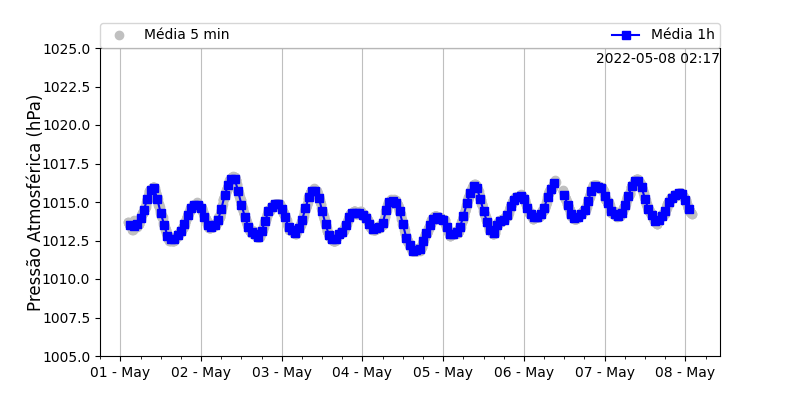 Média 5 min
Média 1h
2022-05-08 02:17
Pressão Atmosférica (hPa)
1025.0
1022.5
1020.0
1017.5
1015.0
1012.5
1010.0
1007.5
1005.0
01 - May
02 - May
03 - May
04 - May
05 - May
06 - May
07 - May
08 - May